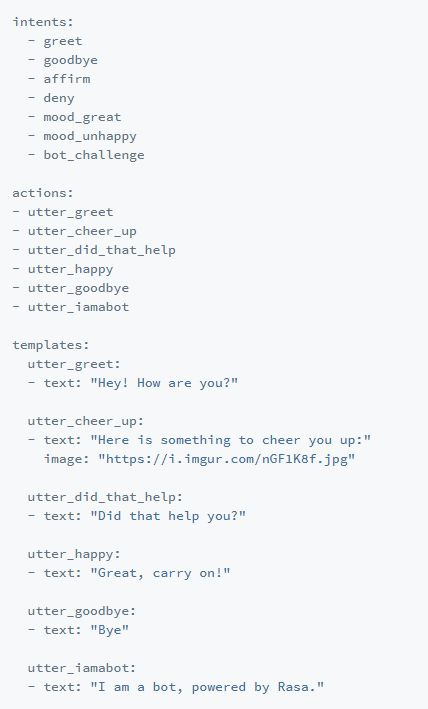 intents:
  - greet
  - goodbye
  - affirm
  - deny
  - mood_great
  - mood_unhappy
  - bot_challenge

actions:
- utter_greet
- utter_cheer_up
- utter_did_that_help
- utter_happy
- utter_goodbye
- utter_iamabot

templates:
  utter_greet:
  - text: "Hey! How are you?"

  utter_cheer_up:
  - text: "Here is something to cheer you up:"
    image: "https://i.imgur.com/nGF1K8f.jpg"

  utter_did_that_help:
  - text: "Did that help you?"

  utter_happy:
  - text: "Great, carry on!"

  utter_goodbye:
  - text: "Bye"

  utter_iamabot:
  - text: "I am a bot, powered by Rasa."